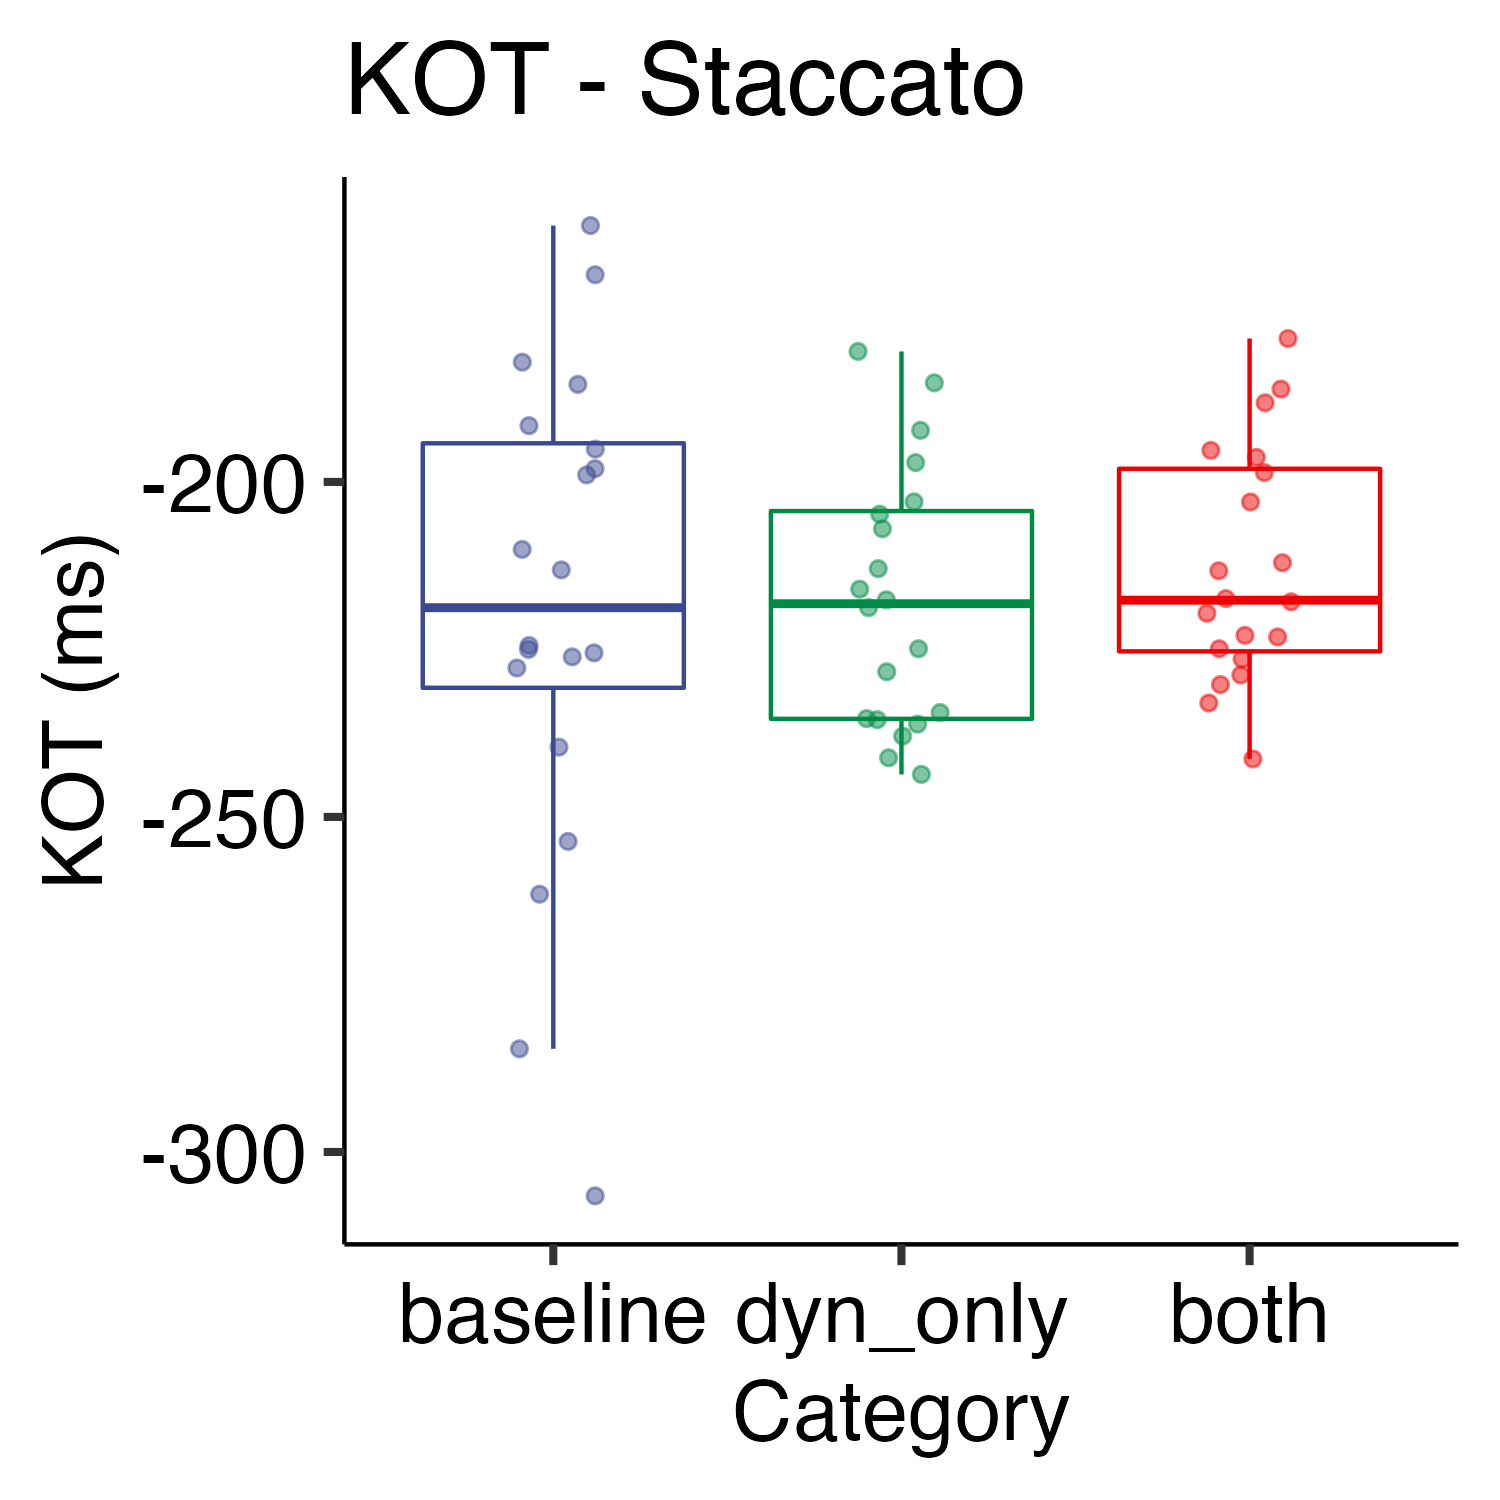 KOT - Staccato
KOT (ms)
-200
-250
-300
baseline dyn_only both
Category